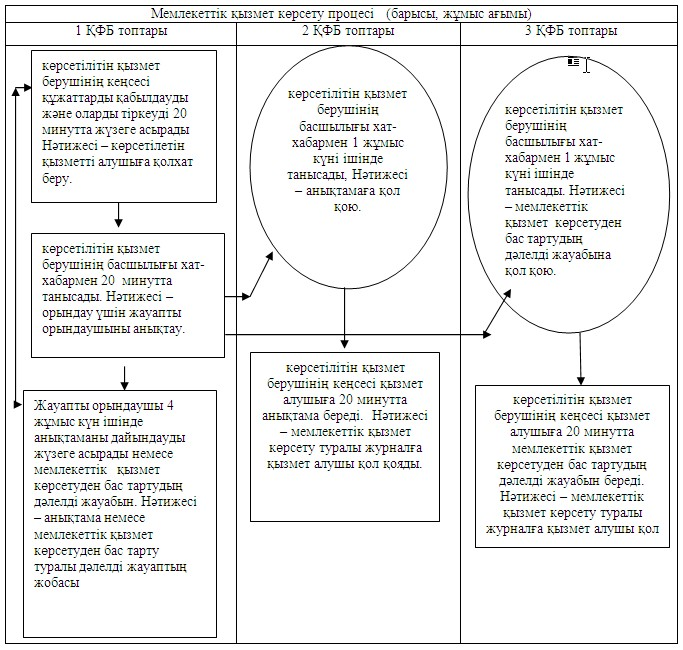 Мемлекеттік қызмет көрсету процесі (барысы, жұмыс ағымы)
1 ҚФБ топтары
2 ҚФБ топтары
3 ҚФБ топтары
көрсетілітін қызмет
берушінің кеңсесі
құжаттарды қабылдауды
және оларды тіркеуді 20
минутта жүзеге асырады
Нәтижесі – көрсетілетін
қызметті алушыға қолхат
беру.
көрсетілітін қызмет
берушінің басшылығы хат-
хабармен 20 минутта
танысады. Нәтижесі –
орындау үшін жауапты
орындаушыны анықтау.
Жауапты орындаушы 4
жұмыс күн ішінде
анықтаманы дайындауды
жүзеге асырады немесе
мемлекеттік қызмет
көрсетуден бас тартудың
дәлелді жауабын. Нәтижесі
– анықтама немесе
мемлекеттік қызмет
көрсетуден бас тарту
туралы дәлелді жауаптың
жобасы
көрсетілітін қызмет
берушінің
басшылығы хат-
хабармен 1 жұмыс
күні ішінде
танысады, Нәтижесі
– анықтамаға қол
қою.
көрсетілітін қызмет
берушінің кеңсесі қызмет
алушыға 20 минутта
анықтама береді. Нәтижесі
– мемлекеттік қызмет
көрсету туралы журналға
қызмет алушы қол қояды.
көрсетілітін қызмет
берушінің
басшылығы хат-
хабармен 1 жұмыс
күні ішінде
танысады. Нәтижесі
– мемлекеттік
қызмет көрсетуден
бас тартудың
дәлелді жауабына
қол қою.
көрсетілітін қызмет
берушінің кеңсесі қызмет
алушыға 20 минутта
мемлекеттік қызмет
көрсетуден бас тартудың
дәлелді жауабын береді.
Нәтижесі – мемлекеттік
қызмет көрсету туралы
журналға қызмет алушы қол